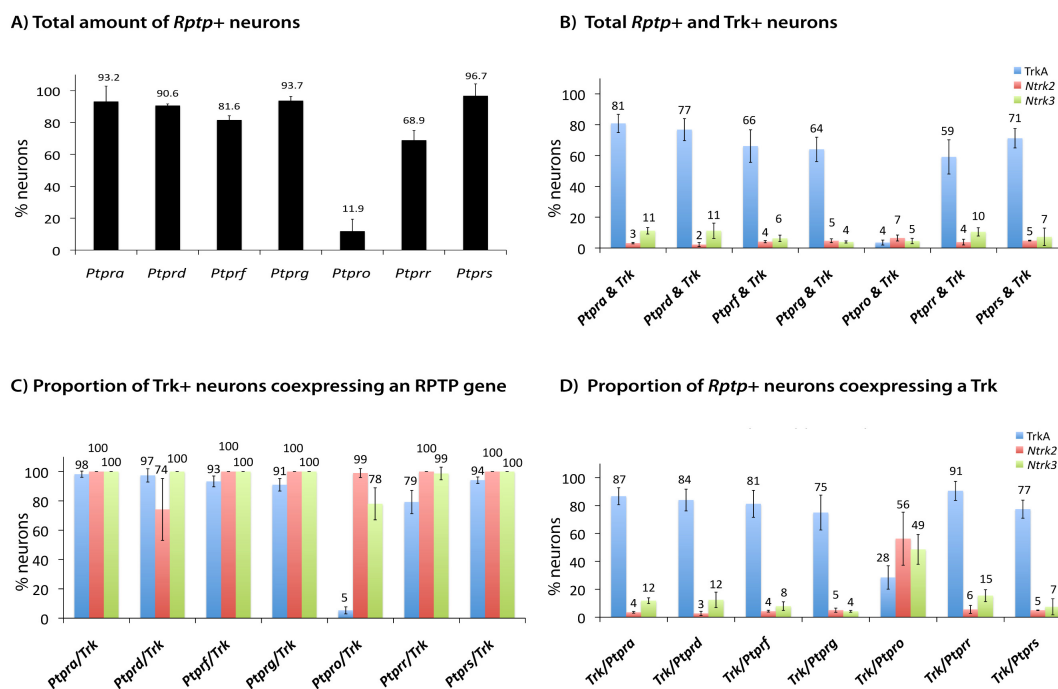 A) Total amount of Rptp+ neurons
93.2
90.6
81.6
93.7
11.9
68.9
96.7
100
80
60
40
20
0
% neurons
Ptpra Ptprd Ptprf Ptprg Ptpro Ptprr Ptprs
B) Total Rptp+ and Trk+ neurons
TrkA
Ntrk2
Ntrk3
100
80
60
40
20
0
% neurons
81 3 11
77 2 11
66 4 6
64 5 4
4 7 5
59 4 10
71 5 7
Ptpra & Trk
Ptprd & Trk
Ptprf & Trk
Ptprg & Trk
Ptpro & Trk
Ptprr & Trk
Ptprs & Trk
C) Proportion of Trk+ neurons coexpressing an RPTP gene
100
80
60
40
20
0
% neurons
98 100 100
97 74 100
93 100 100
91 100 100
5 99 78
79 100 99
94 100 100
Ptpra/Trk
Ptprd/Trk
Ptprf/Trk
Ptprg/Trk
Ptpro/Trk
Ptprr/Trk
Ptprs/Trk
D) Proportion of Rptp+ neurons coexpressing a Trk
TrkA
Ntrk2
Ntrk3
100
80
60
40
20
0
% neurons
87 4 12
84 3 12
81 4 8
75 5 4
28 56 49
91 6 15
77 5 7
Trk/Ptpra
Trk/Ptprd
Trk/Ptprf
Trk/Ptprg
Trk/Ptpro
Trk/Ptprr
Trk/Ptprs